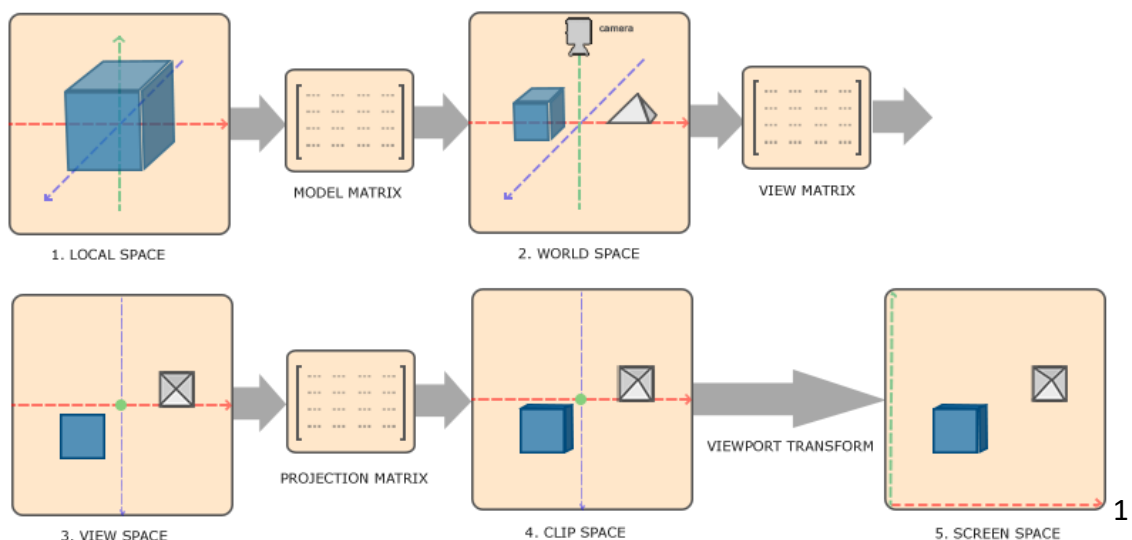 camera
MODEL MATRIX
VIEW MATRIX
1. LOCAL SPACE
2. WORLD SPACE
PROJECTION MATRIX
VIEWPORT TRANSFORM
3. VIEW SPACE
4. CLIP SPACE
5. SCREEN SPACE
1